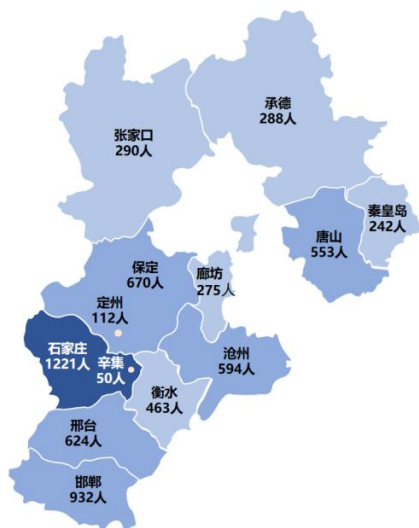 承德
288人
张家口
290人
秦皇岛
242人
唐山
553人
保定
670人
廊坊
275人
定州
112人
石家庄
1221人
辛集
50人
沧州
594人
衡水
463人
邢台
624人
邯郸
932人